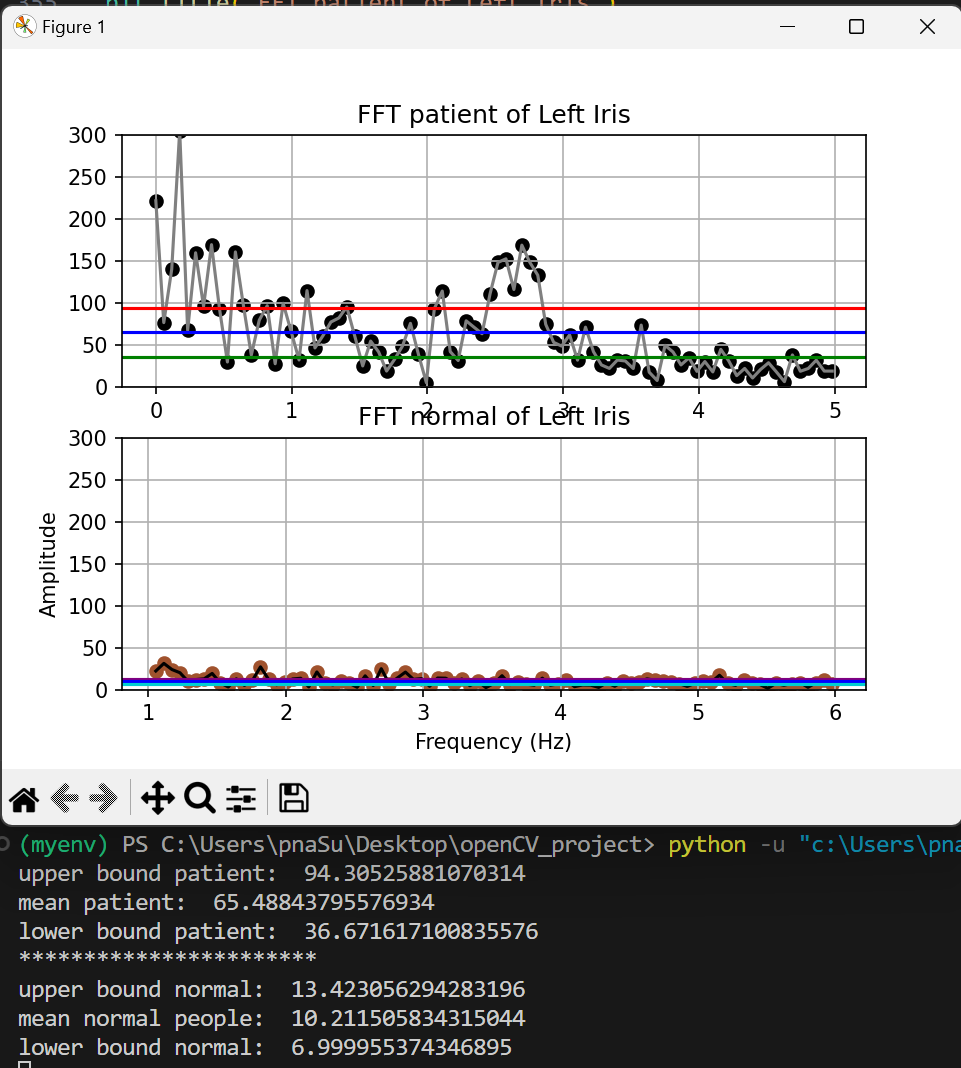 Figure 1
FFT patient of Left Iris
300
250
200
150
100
50
0
0 1 2 3 4 5
FFT normal of Left Iris
300
250
200
150
100
50
0
Amplitude
1 2 3 4 5 6
Frequency (Hz)
(myenv) PS C:\Users\pnaSu\Desktop\openCV_project> python -u "c:\Users\pna
upper bound patient:  94.30525881070314
mean patient:  65.48843795576934
lower bound patient:  36.671617100835576
***********************
upper bound normal:  13.423056294283196
mean normal people:  10.211505834315044
lower bound normal:  6.999955374346895